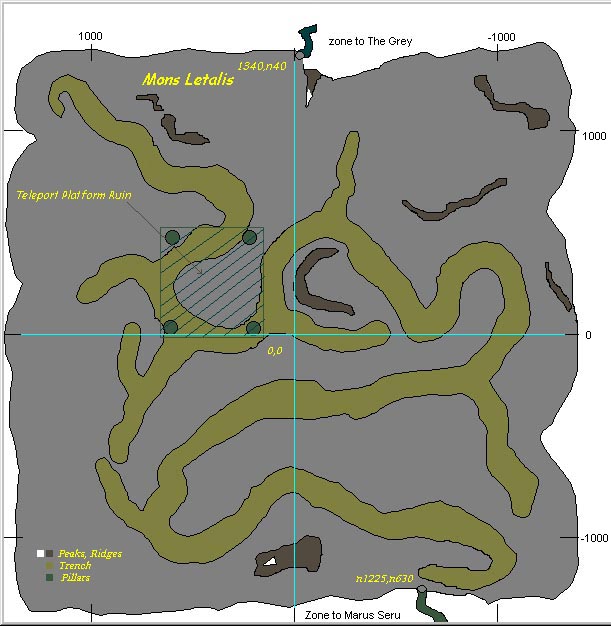 1000
-1000
zone to The Grey
1340,n40
Mons Letalis
1000
Teleport Platform Ruin
0
0,0
-1000
Peaks, Ridges
Trench
Pillars
n1225,n630
Zone to Marus Seru